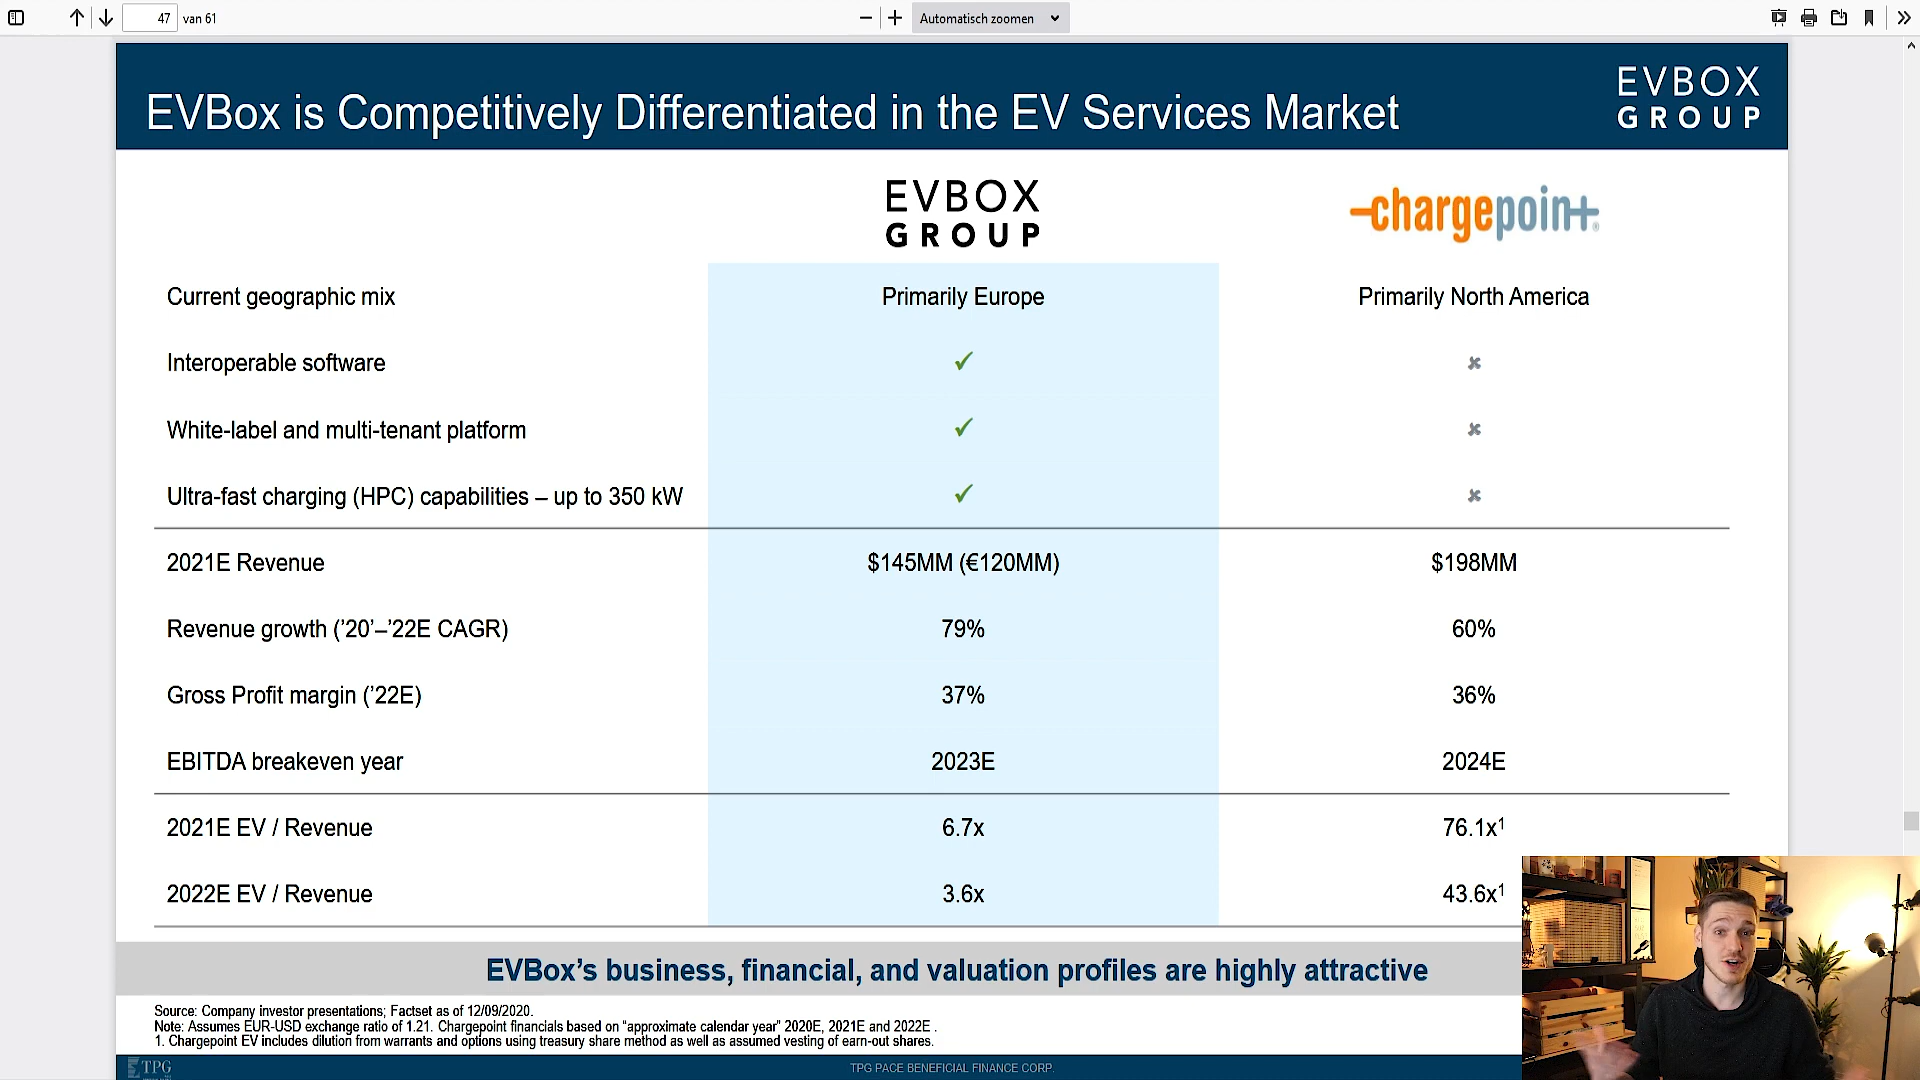 47 van 61 Automatisch zoomen
EVBox is Competitively Differentiated in the EV Services Market
EVBOX
GROUP
EVBOX
GROUP
chargepoint
Current geographic mix Primarily Europe Primarily North America
Interoperable software ✓ ✗
White-label and multi-tenant platform ✓ ✗
Ultra-fast charging (HPC) capabilities – up to 350 kW ✓ ✗
2021E Revenue $145MM (€120MM) $198MM
Revenue growth (’20’–’22E CAGR) 79% 60%
Gross Profit margin (’22E) 37% 36%
EBITDA breakeven year 2023E 2024E
2021E EV / Revenue 6.7x 76.1x¹
2022E EV / Revenue 3.6x 43.6x¹
EVBox’s business, financial, and valuation profiles are highly attractive
Source: Company investor presentations; Factset as of 12/09/2020.
Note: Assumes EUR-USD exchange ratio of 1.21. Chargepoint financials based on “approximate calendar year” 2020E, 2021E and 2022E .
1. Chargepoint EV includes dilution from warrants and options using treasury share method as well as assumed vesting of earn-out shares.
TPG
TPG PACE BENEFICIAL FINANCE CORP.